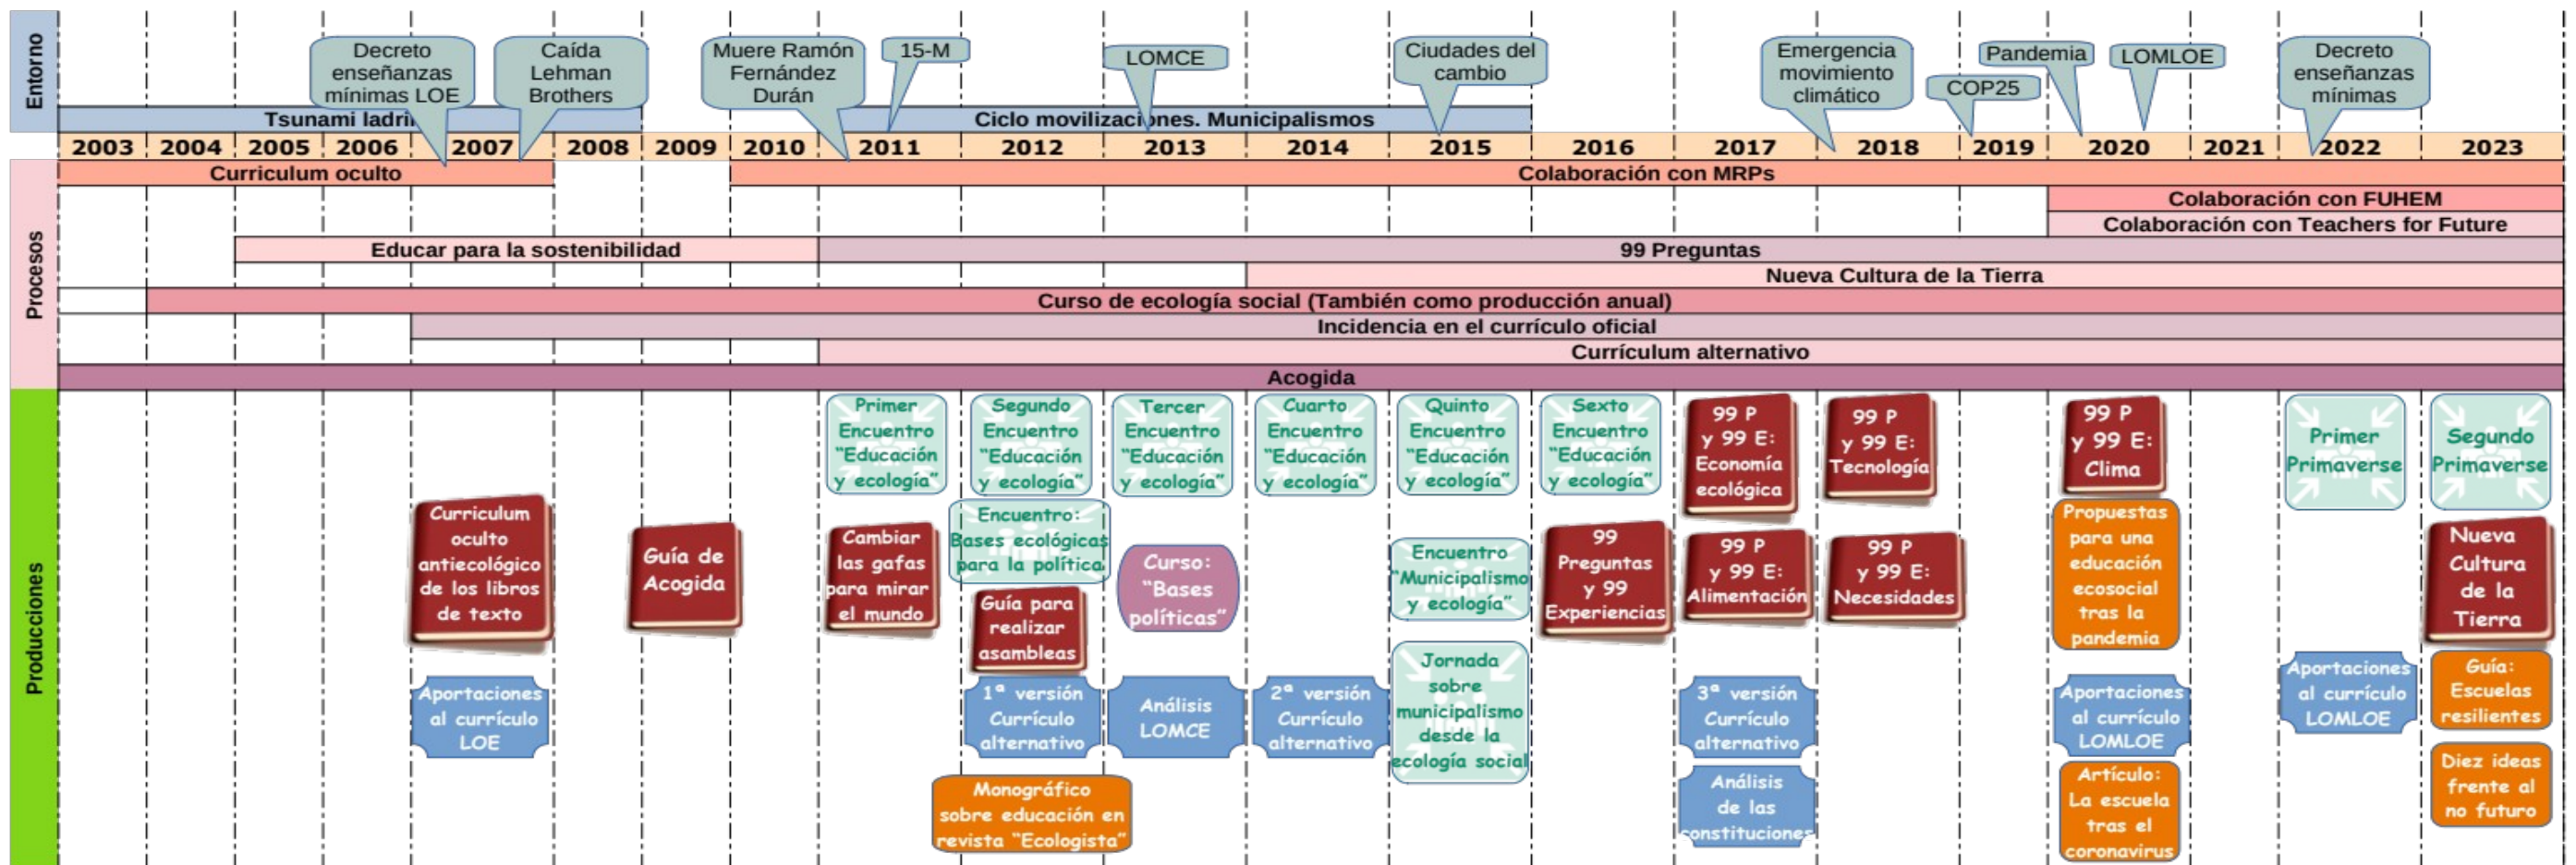 Entorno
Decreto
enseñanzas
mínimas LOE
Caída
Lehman
Brothers
Muere Ramón
Fernández
Durán
15-M
LOMCE
Ciudades del
cambio
Emergencia
movimiento
climático
COP25
Pandemia
LOMLOE
Decreto
enseñanzas
mínimas
Tsunami
Ciclo movilizaciones. Municipalismos
2003 2004 2005 2006 2007 2008 2009 2010 2011 2012 2013 2014 2015 2016 2017 2018 2019 2020 2021 2022 2023
Procesos
Curriculum oculto
Colaboración con MRPs
Colaboración con FUHEM
Colaboración con Teachers for Future
Educar para la sostenibilidad
99 Preguntas
Nueva Cultura de la Tierra
Curso de ecología social (También como producción anual)
Incidencia en el currículo oficial
Currículum alternativo
Acogida
Producciones
Curriculum
oculto
antiecológico
de los libros
de texto
Aportaciones
al currículo
LOE
Guía de
Acogida
Primer
Encuentro
"Educación
y ecología"
Cambiar
las gafas
para mirar
el mundo
Segundo
Encuentro
"Educación
y ecología"
Encuentro:
Bases ecológicas
para la política
Guía para
realizar
asambleas
1ª versión
Currículo
alternativo
Monográfico
sobre educación en
revista "Ecologista"
Tercer
Encuentro
"Educación
y ecología"
Curso:
"Bases
políticas"
Análisis
LOMCE
Cuarto
Encuentro
"Educación
y ecología"
2ª versión
Currículo
alternativo
Quinto
Encuentro
"Educación
y ecología"
Encuentro
"Municipalismo
y ecología"
Jornada
sobre
municipalismo
desde la
ecología social
Sexto
Encuentro
"Educación
y ecología"
99
Preguntas
y 99
Experiencias
99 P
y 99 E:
Economía
ecológica
99 P
y 99 E:
Alimentación
3ª versión
Currículo
alternativo
Análisis
de las
constituciones
99 P
y 99 E:
Tecnología
99 P
y 99 E:
Necesidades
99 P
y 99 E:
Clima
Propuestas
para una
educación
ecosocial
tras la
pandemia
Aportaciones
al currículo
LOMLOE
Artículo:
La escuela
tras el
coronavirus
Primer
Primaverse
Aportaciones
al currículo
LOMLOE
Segundo
Primaverse
Nueva
Cultura
de la
Tierra
Guía:
Escuelas
resilientes
Diez ideas
frente al
no futuro